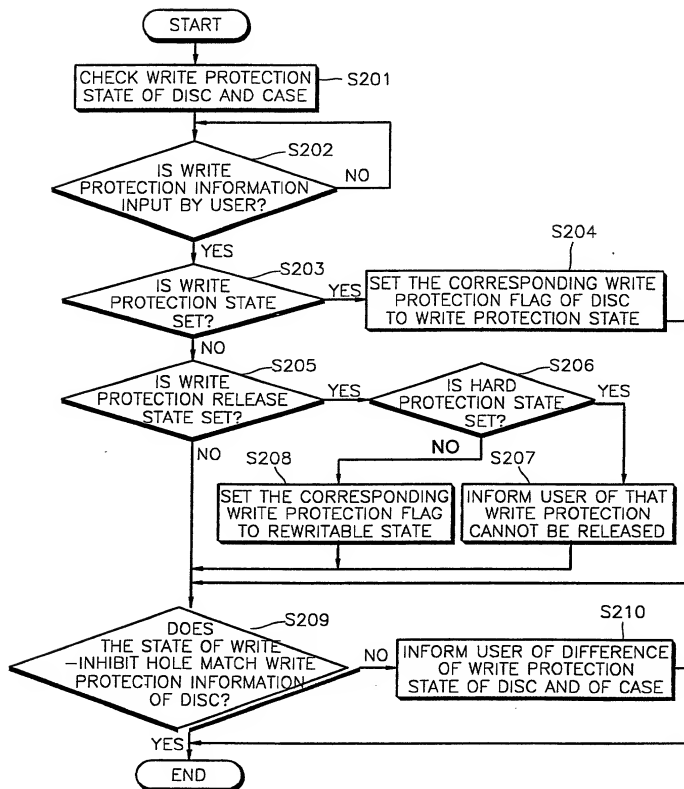 START
CHECK WRITE PROTECTION
STATE OF DISC AND CASE
S201
S202
IS WRITE
PROTECTION INFORMATION
INPUT BY USER?
NO
YES
S203
IS WRITE
PROTECTION STATE
SET?
YES
S204
SET THE CORRESPONDING WRITE
PROTECTION FLAG OF DISC
TO WRITE PROTECTION STATE
NO
S205
IS WRITE
PROTECTION RELEASE
STATE SET?
YES
S206
IS HARD
PROTECTION STATE
SET?
YES
NO
NO
S208
SET THE CORRESPONDING
WRITE PROTECTION FLAG
TO REWRITABLE STATE
S207
INFORM USER OF THAT
WRITE PROTECTION
CANNOT BE RELEASED
S209
DOES
THE STATE OF WRITE
-INHIBIT HOLE MATCH WRITE
PROTECTION INFORMATION
OF DISC?
NO
S210
INFORM USER OF DIFFERENCE
OF WRITE PROTECTION
STATE OF DISC AND OF CASE
YES
END